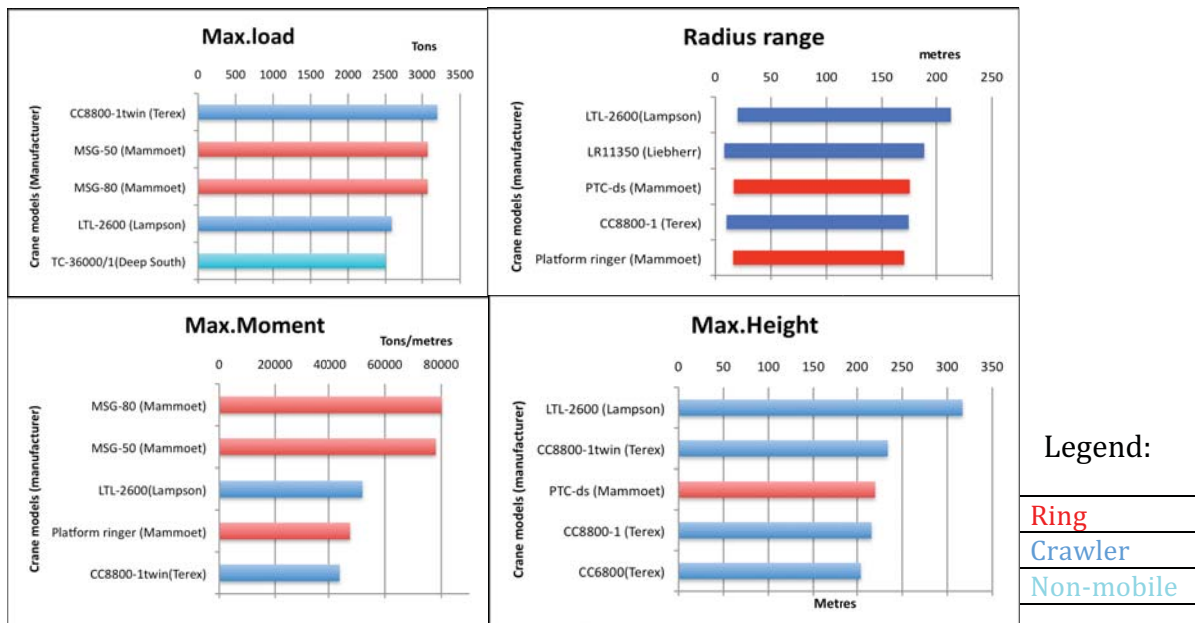 Max.load
Tons
0 500 1000 1500 2000 2500 3000 3500
Crane models (Manufacturer)
CC8800-1twin (Terex)
MSG-50 (Mammoet)
MSG-80 (Mammoet)
LTL-2600 (Lampson)
TC-36000/1(Deep South)
Radius range
metres
0 50 100 150 200 250
Crane models (manufacturer)
LTL-2600(Lampson)
LR11350 (Liebherr)
PTC-ds (Mammoet)
CC8800-1 (Terex)
Platform ringer (Mammoet)
Max.Moment
Tons/metres
0 20000 40000 60000 80000
Crane models (manufacturer)
MSG-80 (Mammoet)
MSG-50 (Mammoet)
LTL-2600(Lampson)
Platform ringer (Mammoet)
CC8800-1twin(Terex)
Max.Height
0 50 100 150 200 250 300 350
Crane models (manufacturer)
LTL-2600 (Lampson)
CC8800-1twin (Terex)
PTC-ds (Mammoet)
CC8800-1 (Terex)
CC6800(Terex)
Metres
Legend:
Ring
Crawler
Non-mobile